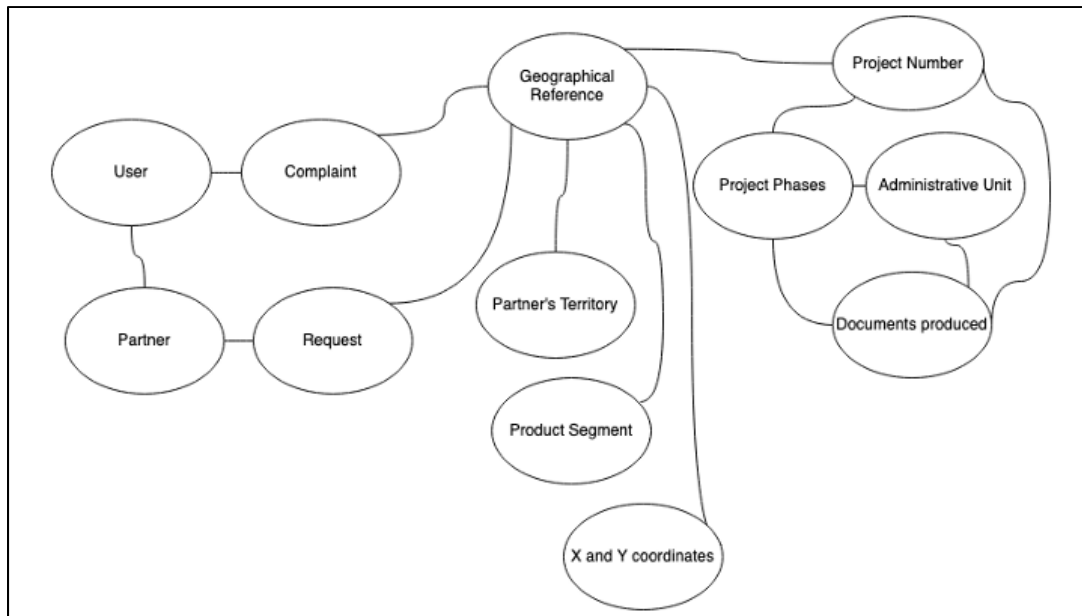 Geographical
Reference
Project Number
User
Complaint
Project Phases
Administrative Unit
Partner's Territory
Documents produced
Partner
Request
Product Segment
X and Y coordinates